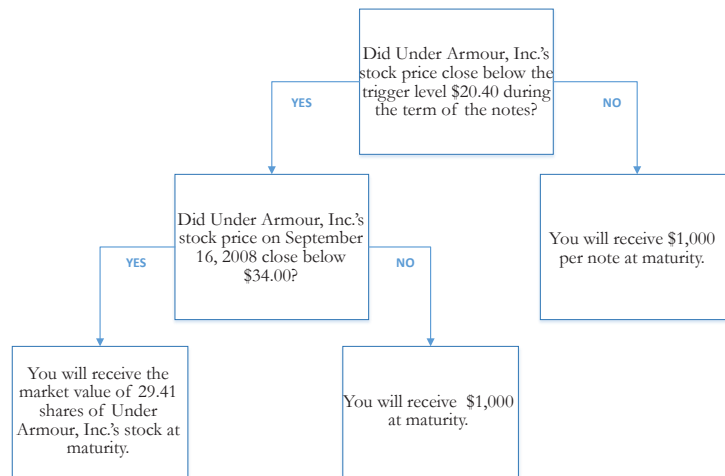 Did Under Armour, Inc.'s
stock price close below the
trigger level $20.40 during
the term of the notes?
YES
NO
Did Under Armour, Inc.'s
stock price on September
16, 2008 close below
$34.00?
You will receive $1,000
per note at maturity.
YES
NO
You will receive the
market value of 29.41
shares of Under
Armour, Inc.'s stock at
maturity.
You will receive $1,000
at maturity.